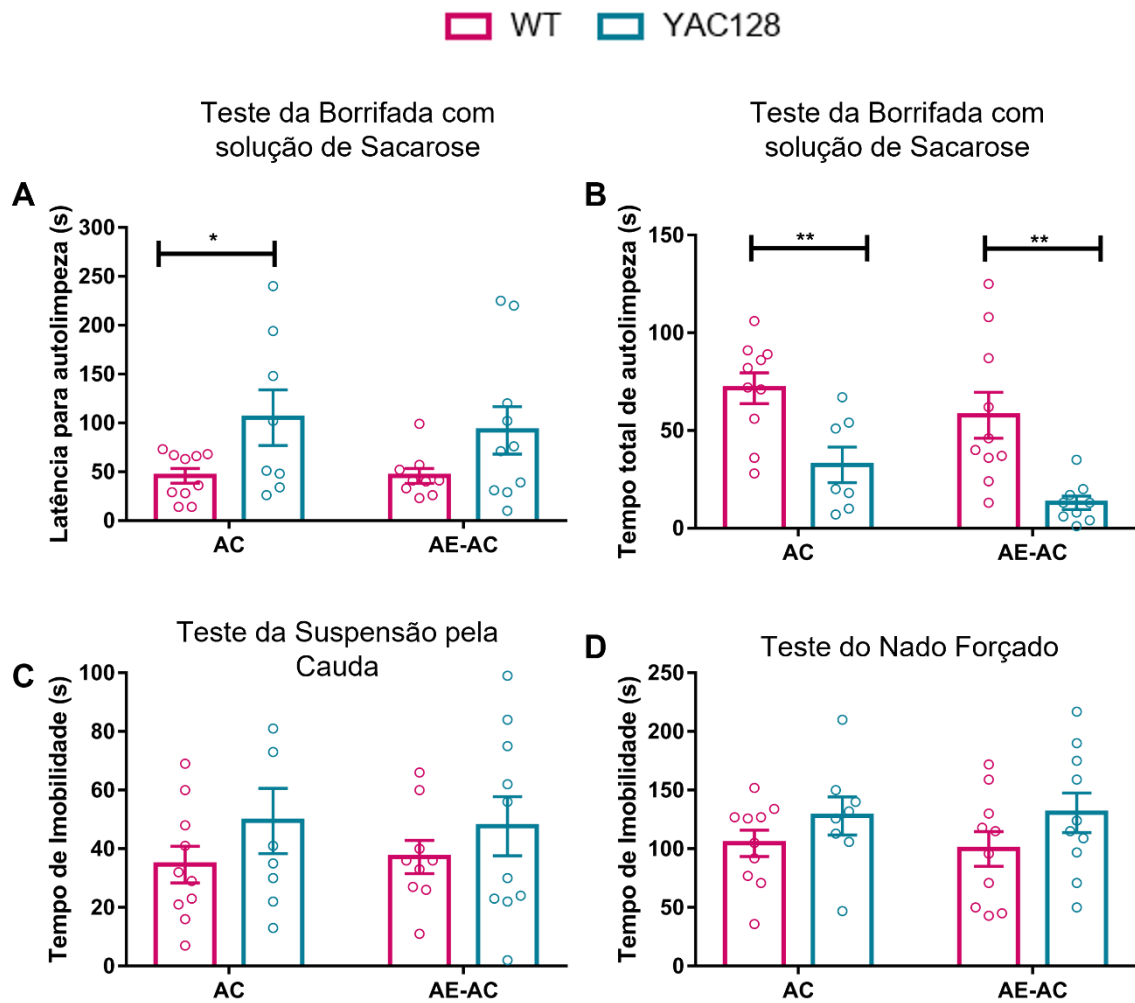 WT YAC128
Teste da Borrifada com
solução de Sacarose
Teste da Borrifada com
solução de Sacarose
A
Latência para autolimpeza (s)
300
250
200
150
100
50
0
*
AC AE-AC
B
Tempo total de autolimpeza (s)
150
100
50
0
** **
AC AE-AC
Teste da Suspensão pela
Cauda
C
Tempo de Imobilidade (s)
100
80
60
40
20
0
AC AE-AC
Teste do Nado Forçado
D
Tempo de Imobilidade (s)
250
200
150
100
50
0
AC AE-AC